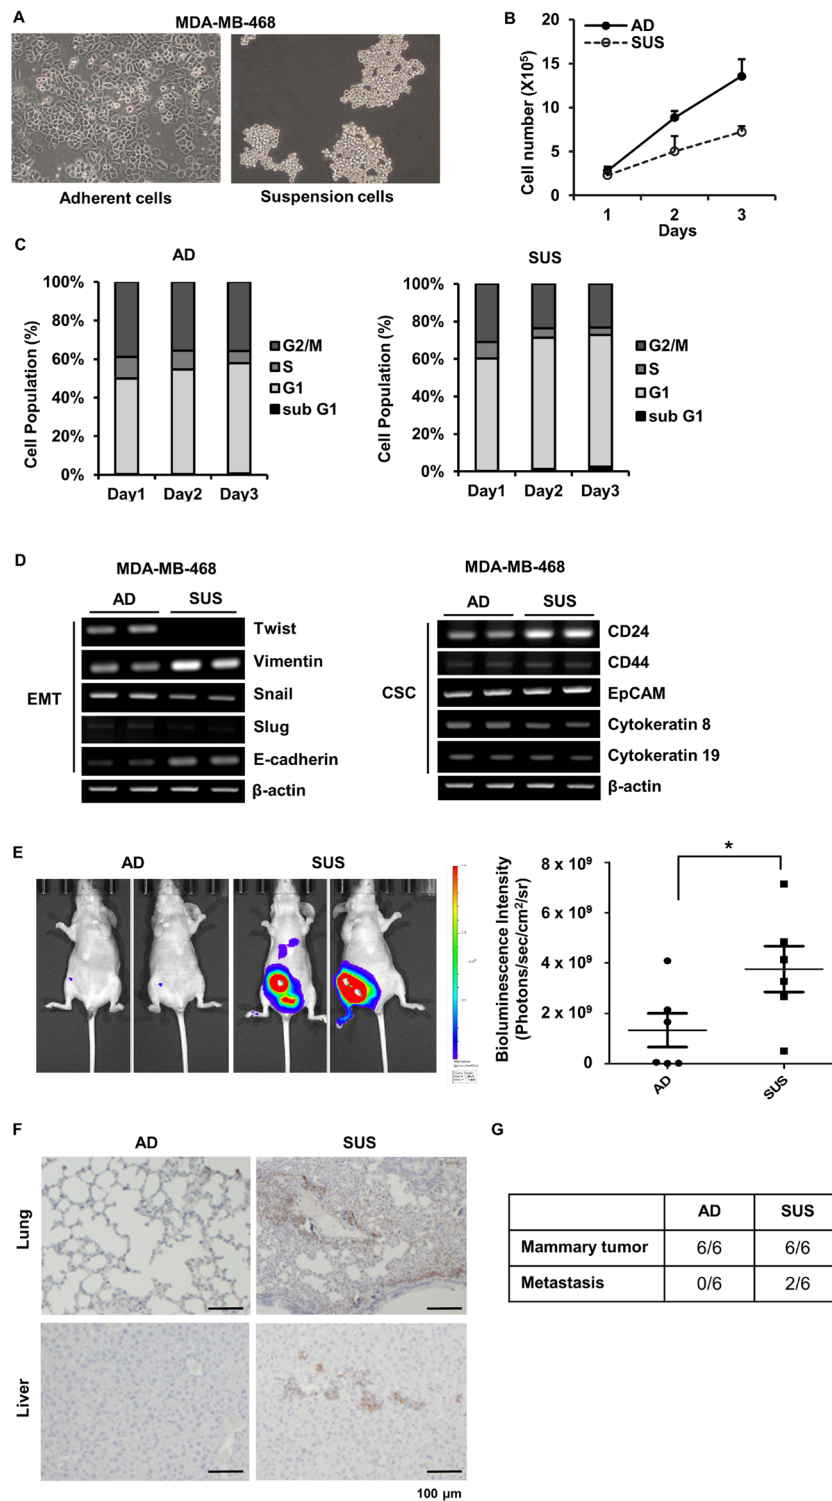 A
MDA-MB-468
Adherent cells
Suspension cells
B
AD
SUS
Cell number (X10⁵)
20
15
10
5
0
1
2
3
Days
C
AD
Cell Population (%)
100%
80%
60%
40%
20%
0%
Day1
Day2
Day3
G2/M
S
G1
sub G1
SUS
Cell Population (%)
100%
80%
60%
40%
20%
0%
Day1
Day2
Day3
G2/M
S
G1
sub G1
D
MDA-MB-468
AD
SUS
EMT
Twist
Vimentin
Snail
Slug
E-cadherin
β-actin
MDA-MB-468
AD
SUS
CSC
CD24
CD44
EpCAM
Cytokeratin 8
Cytokeratin 19
β-actin
E
AD
SUS
Bioluminescence Intensity
(Photons/sec/cm²/sr)
8 x 10⁹
6 x 10⁹
4 x 10⁹
2 x 10⁹
0
*
AD
SUS
F
AD
SUS
Lung
Liver
100 µm
G
AD SUS
Mammary tumor 6/6 6/6
Metastasis 0/6 2/6